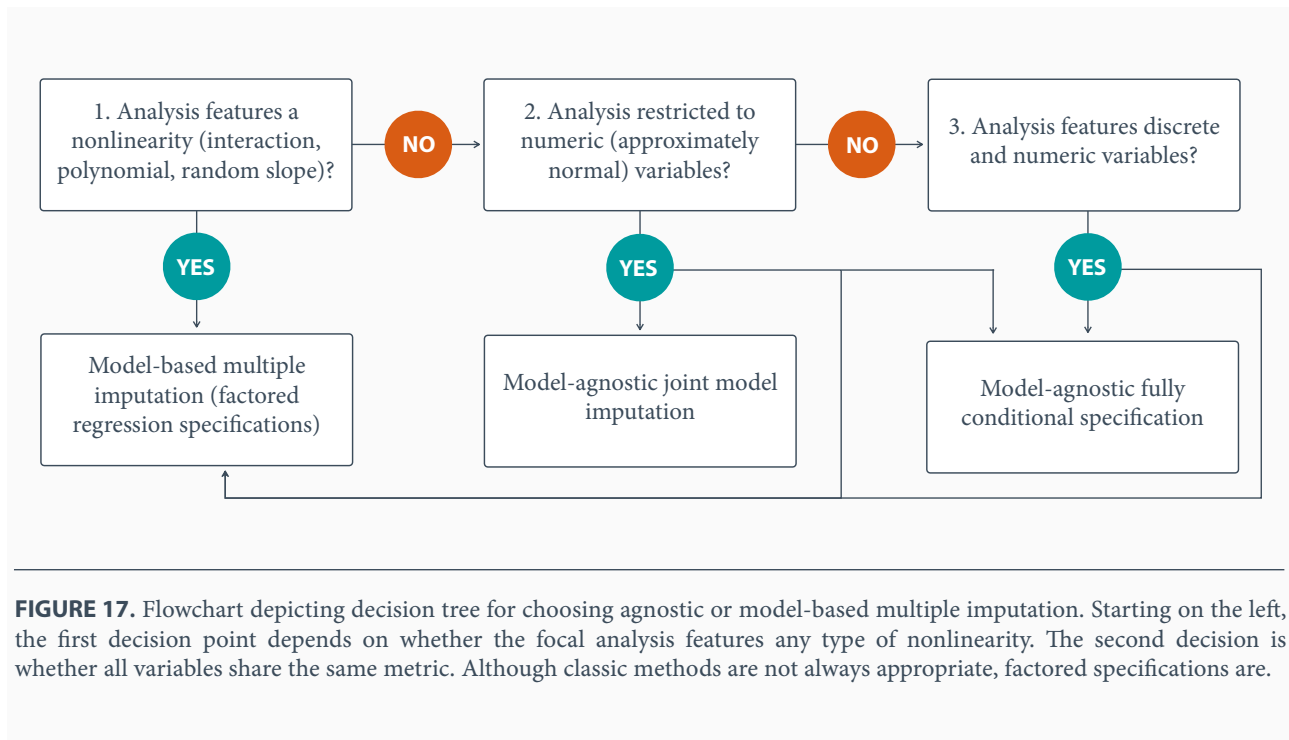 1. Analysis features a
nonlinearity (interaction,
polynomial, random slope)?
NO
2. Analysis restricted to
numeric (approximately
normal) variables?
NO
3. Analysis features discrete
and numeric variables?
YES
YES
YES
Model-based multiple
imputation (factored
regression specifications)
Model-agnostic joint model
imputation
Model-agnostic fully
conditional specification
FIGURE 17. Flowchart depicting decision tree for choosing agnostic or model-based multiple imputation. Starting on the left,
the first decision point depends on whether the focal analysis features any type of nonlinearity. The second decision is
whether all variables share the same metric. Although classic methods are not always appropriate, factored specifications are.